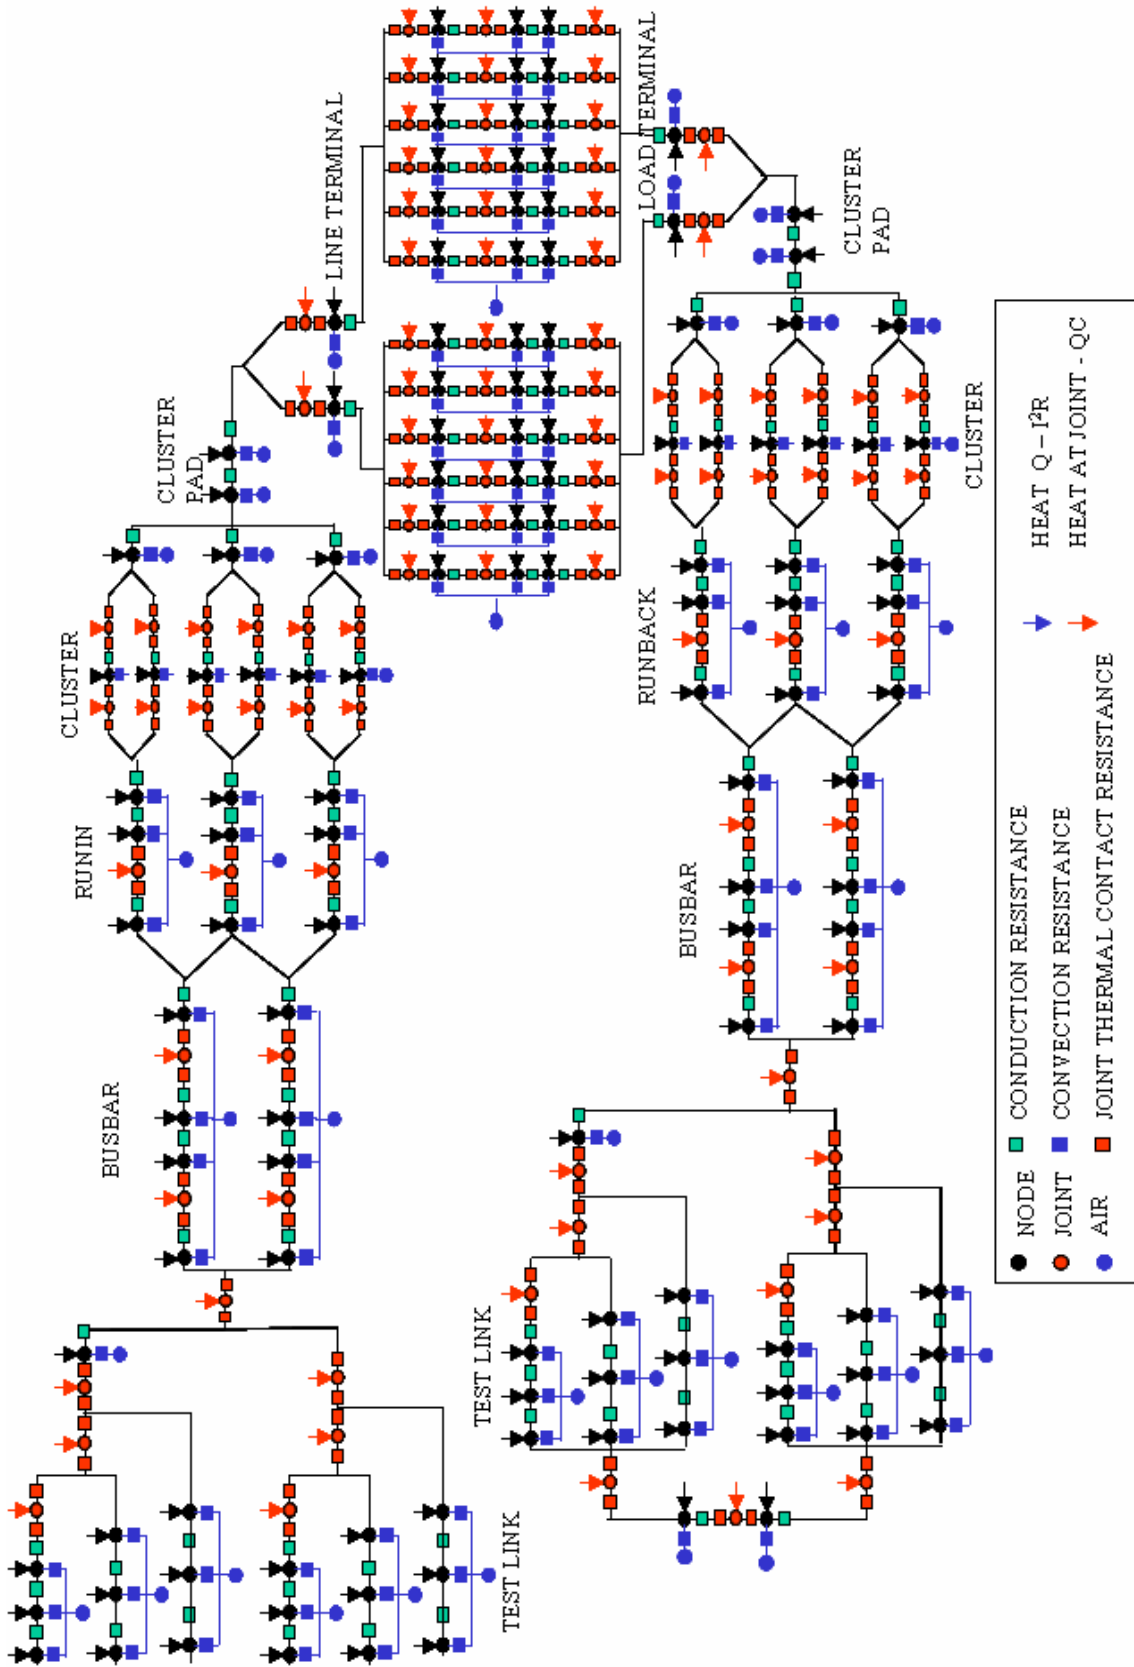 LINE TERMINAL
LOAD TERMINAL
CLUSTER
PAD
CLUSTER
PAD
CLUSTER
CLUSTER
RUNIN
RUNBACK
BUSBAR
BUSBAR
TEST LINK
TEST LINK
NODE
JOINT
AIR
CONDUCTION RESISTANCE
CONVECTION RESISTANCE
JOINT THERMAL CONTACT RESISTANCE
HEAT Q – I²R
HEAT AT JOINT - QC